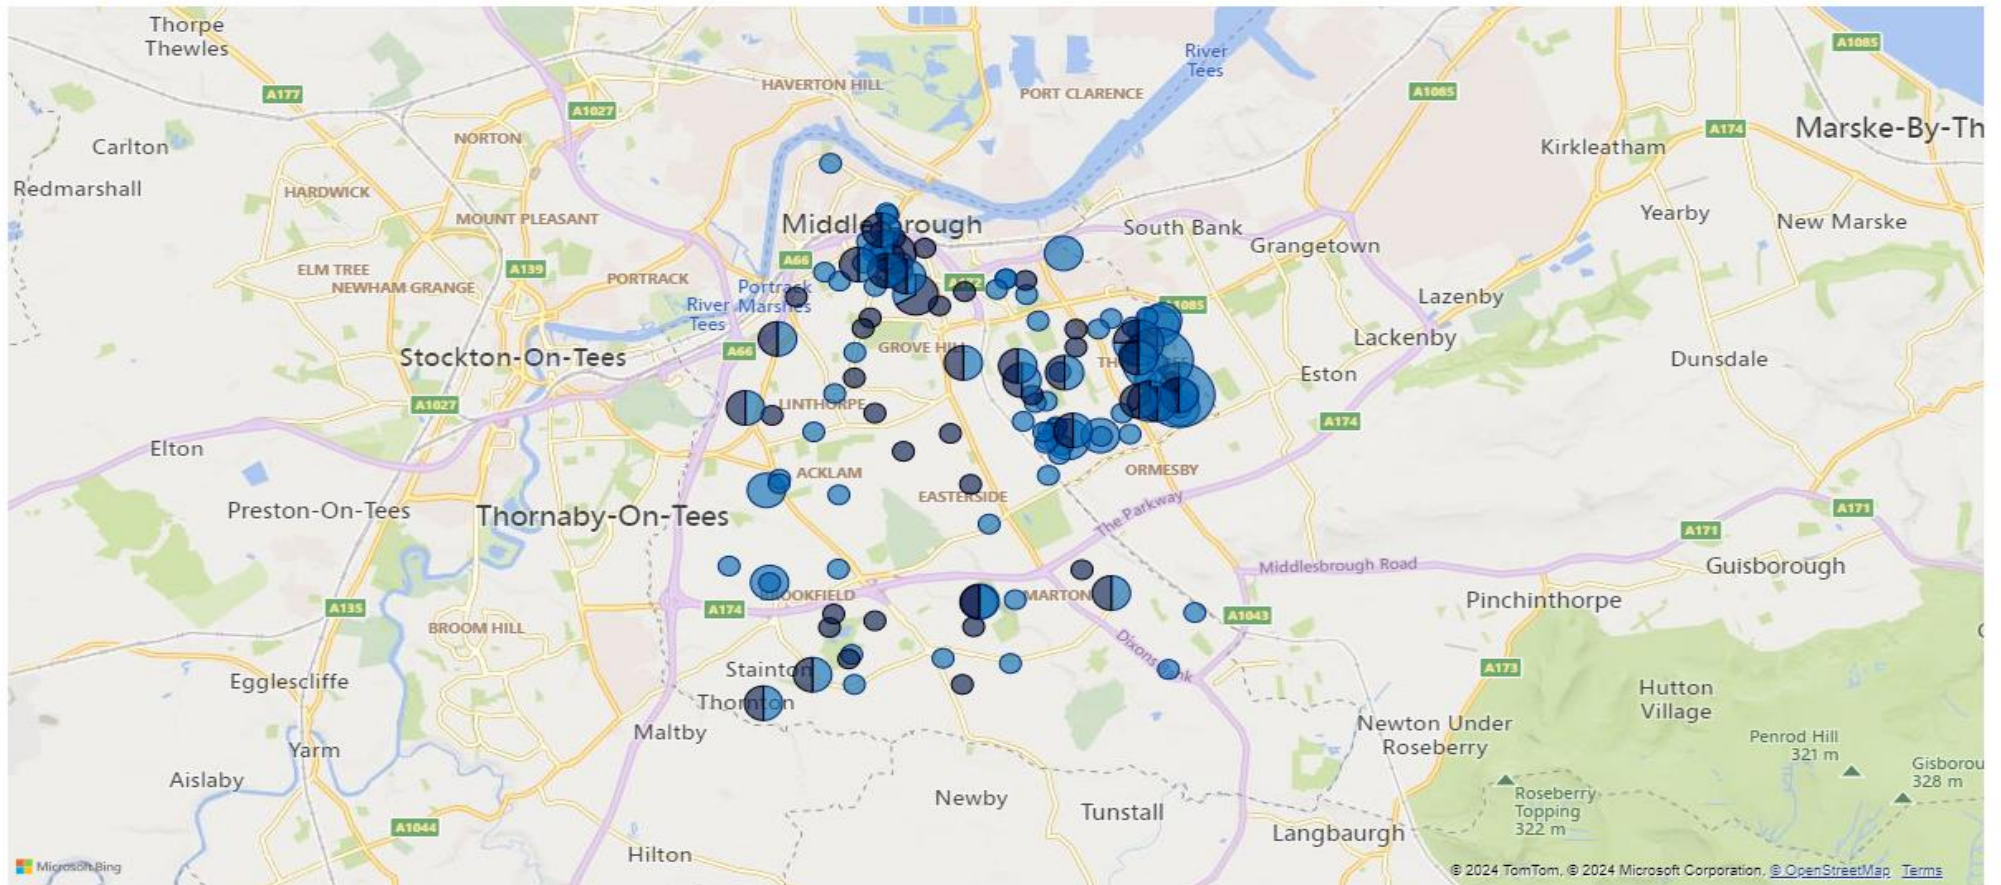 Thorpe
Thewles
A1085
River
Tees
HAVERTON HILL
PORT CLARENCE
A1085
A177
A1027
A174
Marske-By-Th
NORTON
Carlton
Kirkleatham
Redmarshall
HARDWICK
MOUNT PLEASANT
Middlesbrough
South Bank
Yearby
New Marske
Grangetown
A66
ELM TREE
A139
NEWHAM GRANGE
PORTRACK
Portrack
Marshes
River
Tees
A1085
Lazenby
Lackenby
GROVE HILL
A66
Stockton-On-Tees
Dunsdale
Eston
LINTHORPE
A1027
A174
Elton
ACKLAM
ORMESBY
EASTERSIDE
Preston-On-Tees
Thornaby-On-Tees
The Parkway
A171
A171
Middlesbrough Road
Guisborough
BROOKFIELD
MARTON
Pinchinthorpe
A135
A174
A1043
BROOM HILL
Dixons Bank
Stainton
A173
Egglescliffe
Thornton
Hutton
Village
Maltby
Newton Under
Roseberry
Yarm
Penrod Hill
321 m
Aislaby
Gisborou
328 m
Newby
Tunstall
Roseberry
Topping
322 m
A1044
Langbaurgh
Hilton
Microsoft Bing
© 2024 TomTom, © 2024 Microsoft Corporation, © OpenStreetMap Terms